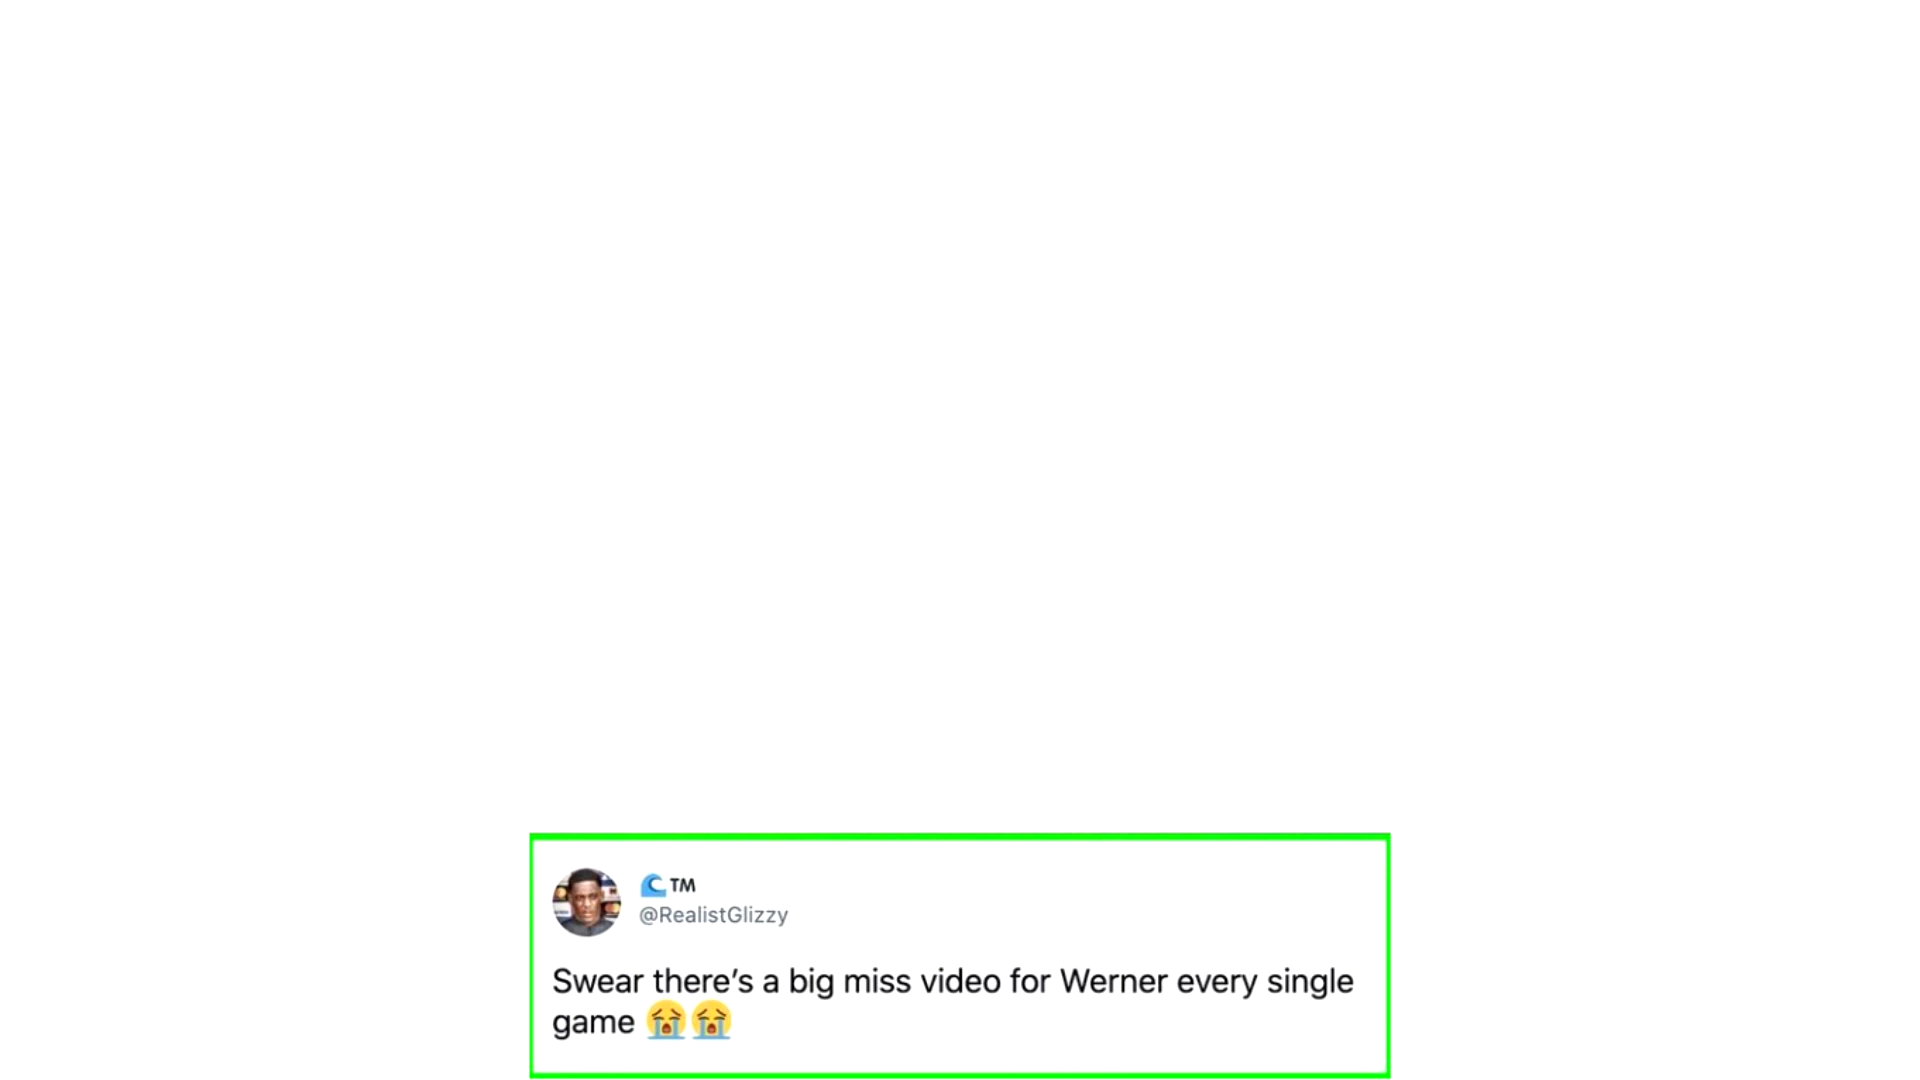 🌊™
@RealistGlizzy
Swear there’s a big miss video for Werner every single
game 😭😭